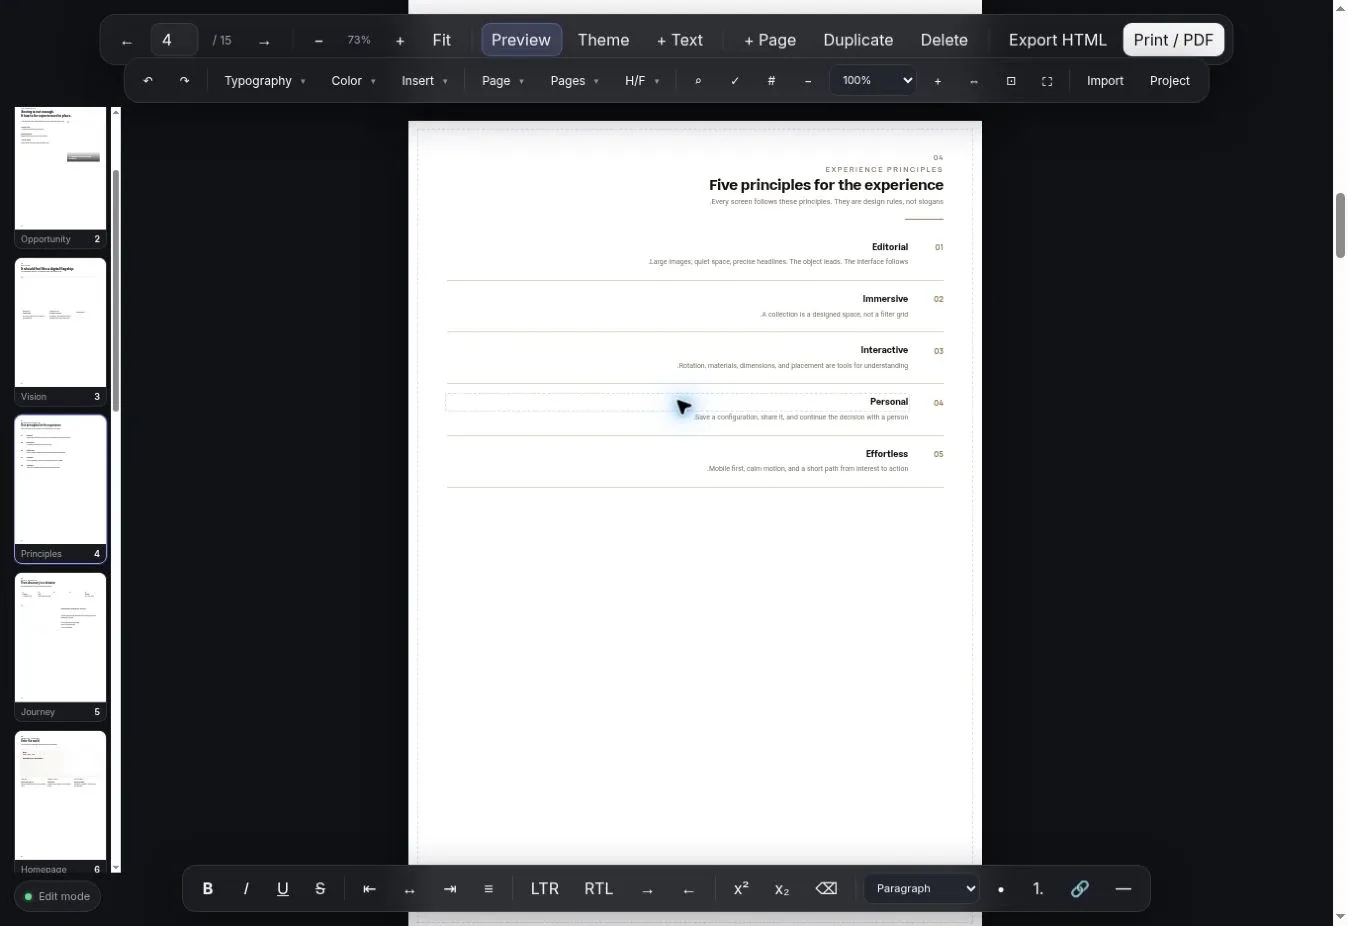 ← 4 / 15 → − 73% + Fit Preview Theme + Text + Page Duplicate Delete Export HTML Print / PDF
↶ ↷ Typography ▾ Color ▾ Insert ▾ Page ▾ Pages ▾ H/F ▾ ⌕ ✓ # − 100% + ↔ ⊡ ⛶ Import Project
Opportunity 2
It should feel like a digital flagship
Vision 3
Principles 4
Journey 5
Homepage 6
Edit mode
04
EXPERIENCE PRINCIPLES
Five principles for the experience
.Every screen follows these principles. They are design rules, not slogans
Editorial 01
.Large images, quiet space, precise headlines. The object leads. The interface follows
Immersive 02
.A collection is a designed space, not a filter grid
Interactive 03
.Rotation, materials, dimensions, and placement are tools for understanding
Personal 04
.Save a configuration, share it, and continue the decision with a person
Effortless 05
.Mobile first, calm motion, and a short path from interest to action
B I U S ⇤ ↔ ⇥ ≡ LTR RTL → ← x² x₂ ⌫ Paragraph • 1. 🔗 —